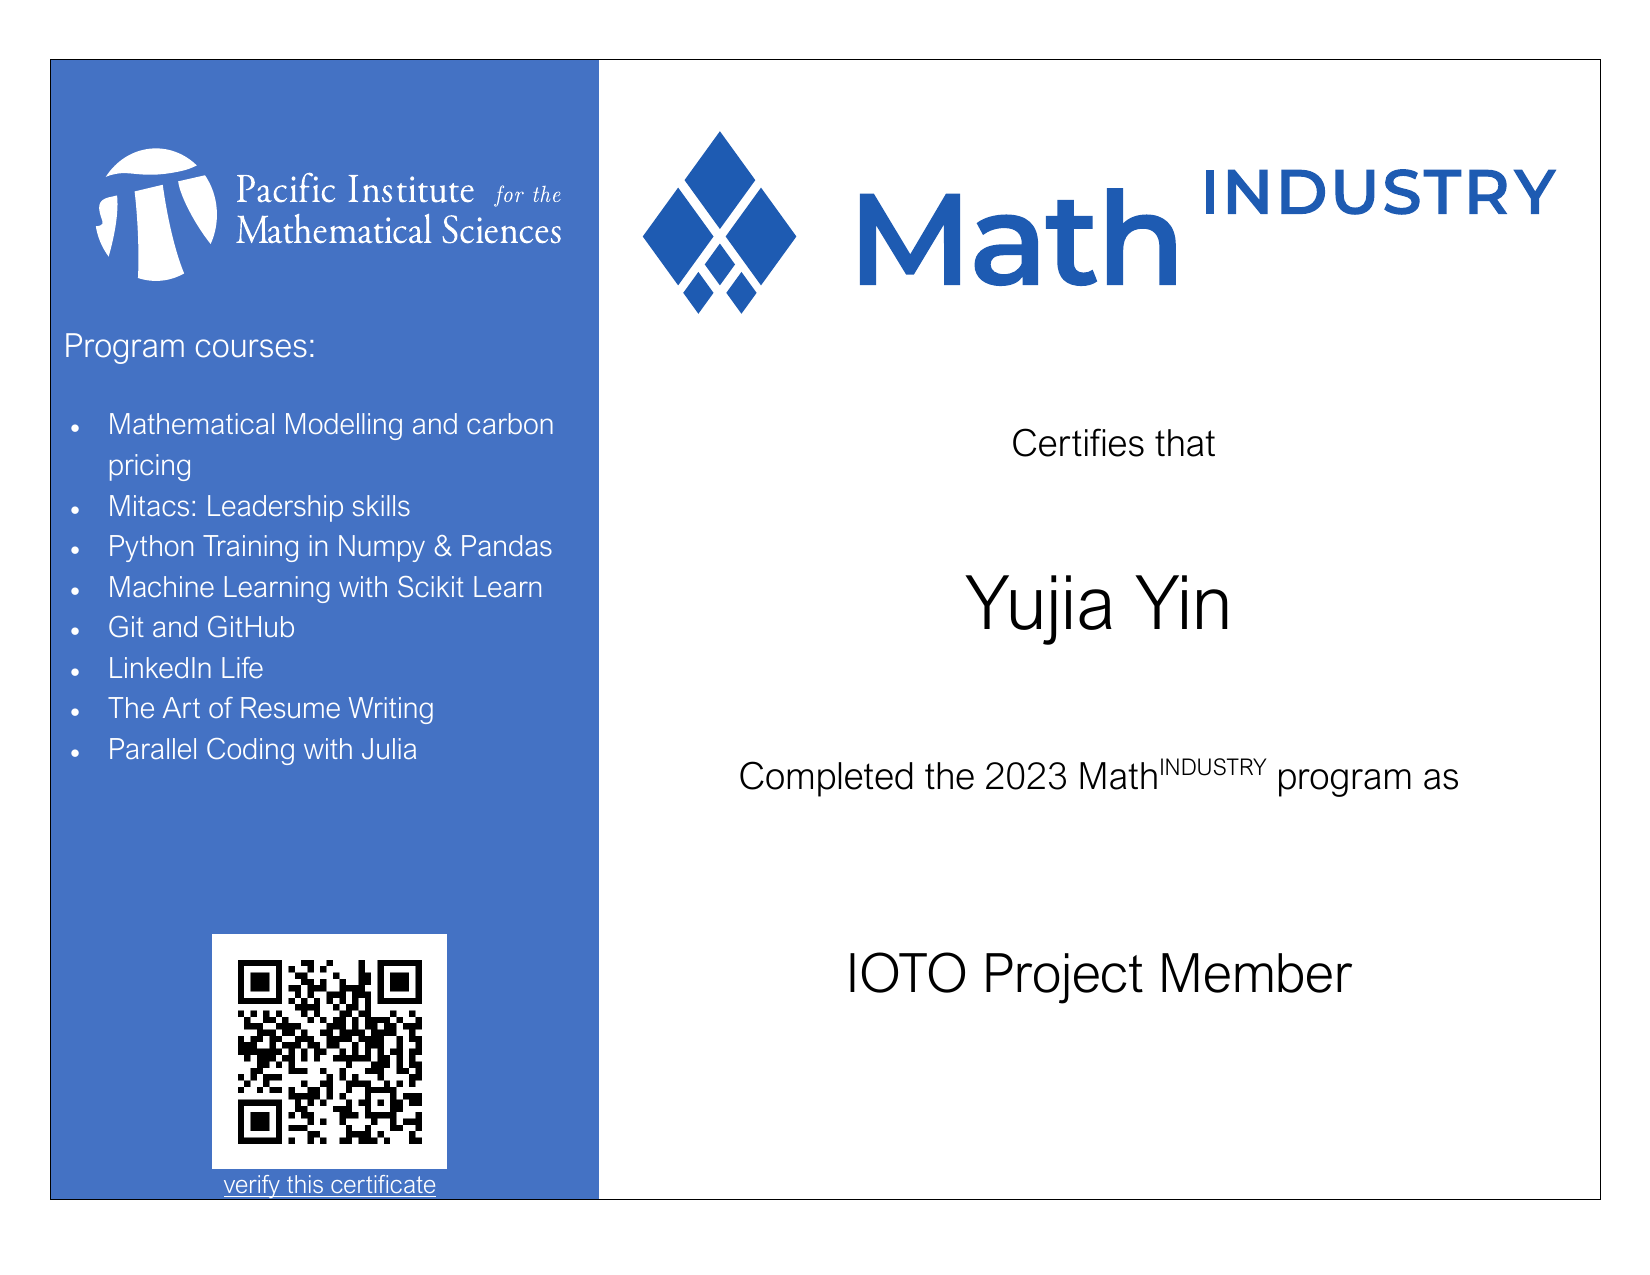 Pacific Institute for the
Mathematical Sciences
Program courses:
• Mathematical Modelling and carbon
pricing
• Mitacs: Leadership skills
• Python Training in Numpy & Pandas
• Machine Learning with Scikit Learn
• Git and GitHub
• LinkedIn Life
• The Art of Resume Writing
• Parallel Coding with Julia
verify this certificate
Math INDUSTRY
Certifies that
Yujia Yin
Completed the 2023 MathINDUSTRY program as
IOTO Project Member